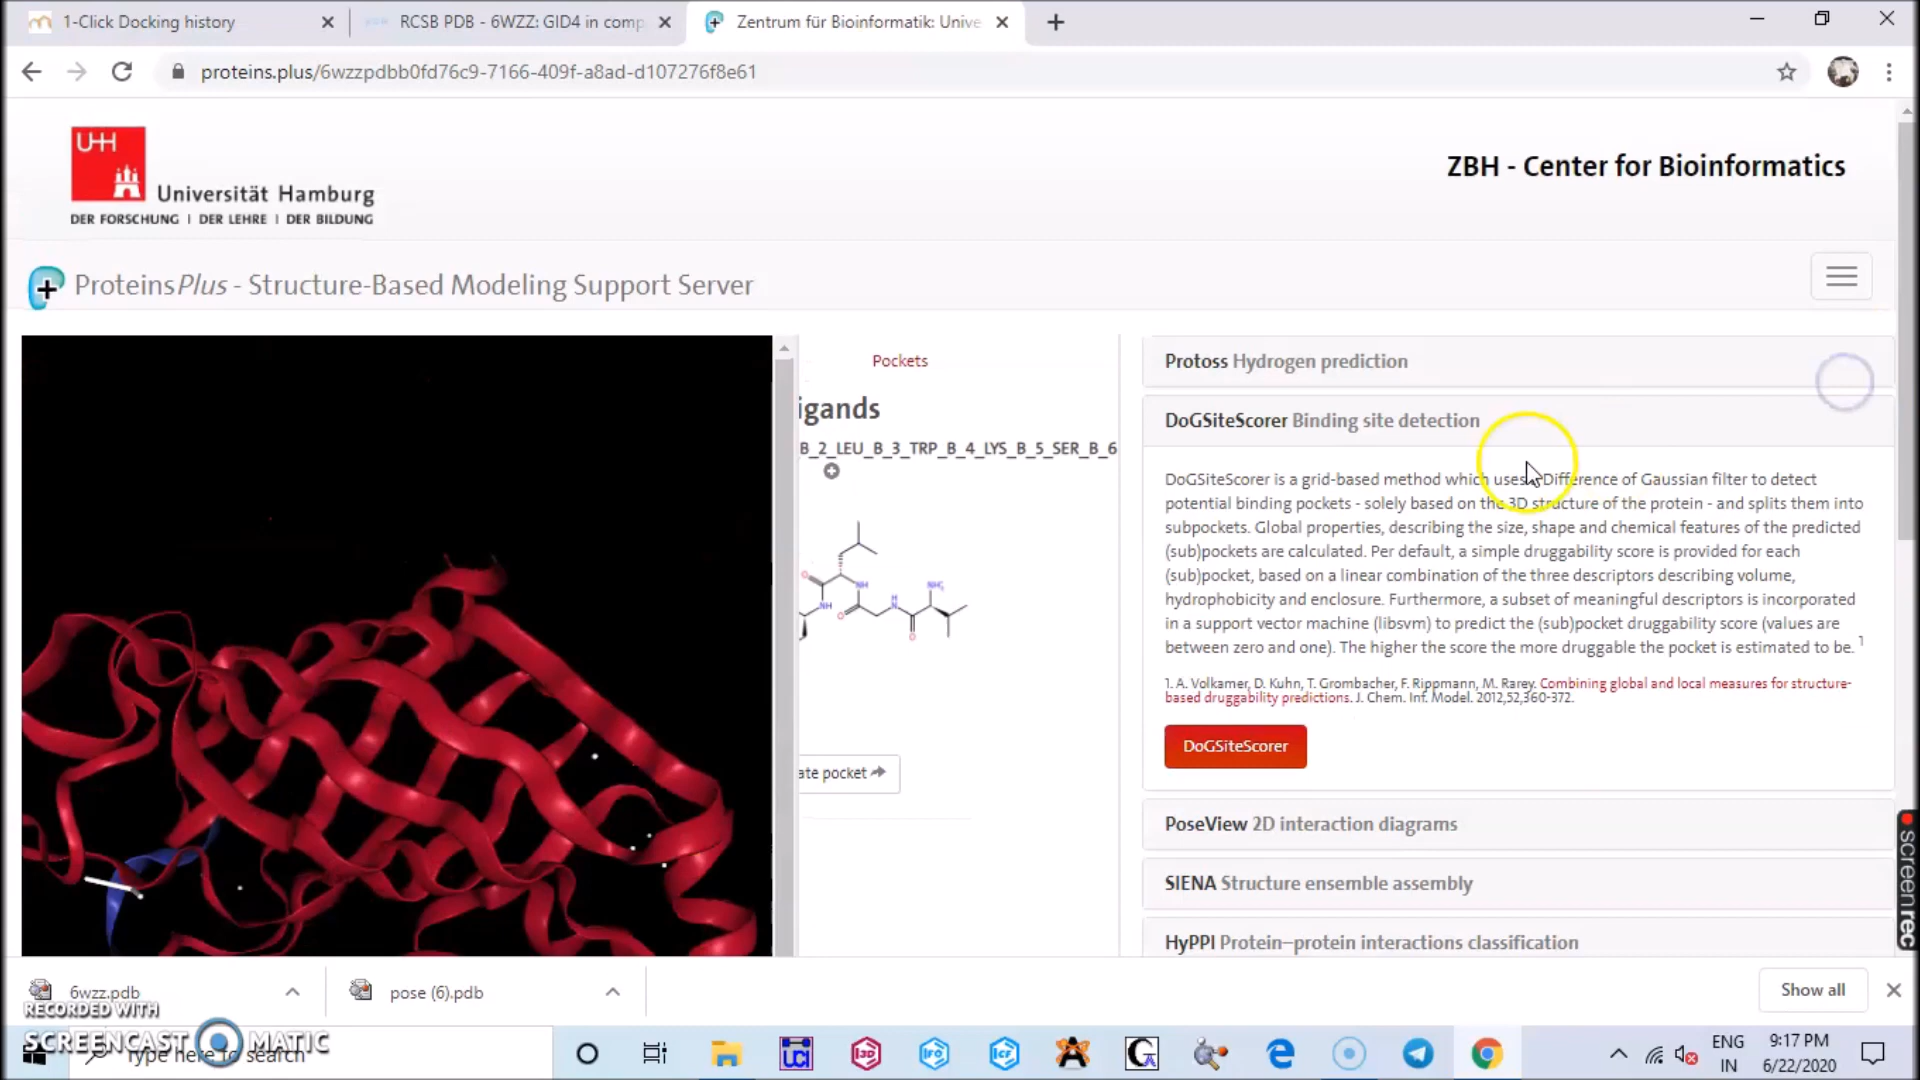 1-Click Docking history
RCSB PDB - 6WZZ: GID4 in comp
Zentrum für Bioinformatik: Unive
proteins.plus/6wzzpdbb0fd76c9-7166-409f-a8ad-d107276f8e61
UHH
Universität Hamburg
DER FORSCHUNG | DER LEHRE | DER BILDUNG
ZBH - Center for Bioinformatics
ProteinsPlus - Structure-Based Modeling Support Server
Pockets
igands
B_2_LEU_B_3_TRP_B_4_LYS_B_5_SER_B_6
ate pocket
Protoss Hydrogen prediction
DoGSiteScorer Binding site detection
DoGSiteScorer is a grid-based method which uses Difference of Gaussian filter to detect
potential binding pockets - solely based on the 3D structure of the protein - and splits them into
subpockets. Global properties, describing the size, shape and chemical features of the predicted
(sub)pockets are calculated. Per default, a simple druggability score is provided for each
(sub)pocket, based on a linear combination of the three descriptors describing volume,
hydrophobicity and enclosure. Furthermore, a subset of meaningful descriptors is incorporated
in a support vector machine (libsvm) to predict the (sub)pocket druggability score (values are
between zero and one). The higher the score the more druggable the pocket is estimated to be. 1
1. A. Volkamer, D. Kuhn, T. Grombacher, F. Rippmann, M. Rarey. Combining global and local measures for structure-
based druggability predictions. J. Chem. Inf. Model. 2012,52,360-372.
DoGSiteScorer
PoseView 2D interaction diagrams
SIENA Structure ensemble assembly
HyPPI Protein–protein interactions classification
screenrec
6wzz.pdb
pose (6).pdb
Show all
RECORDED WITH
SCREENCAST MATIC
Type here to search
ENG
IN
9:17 PM
6/22/2020